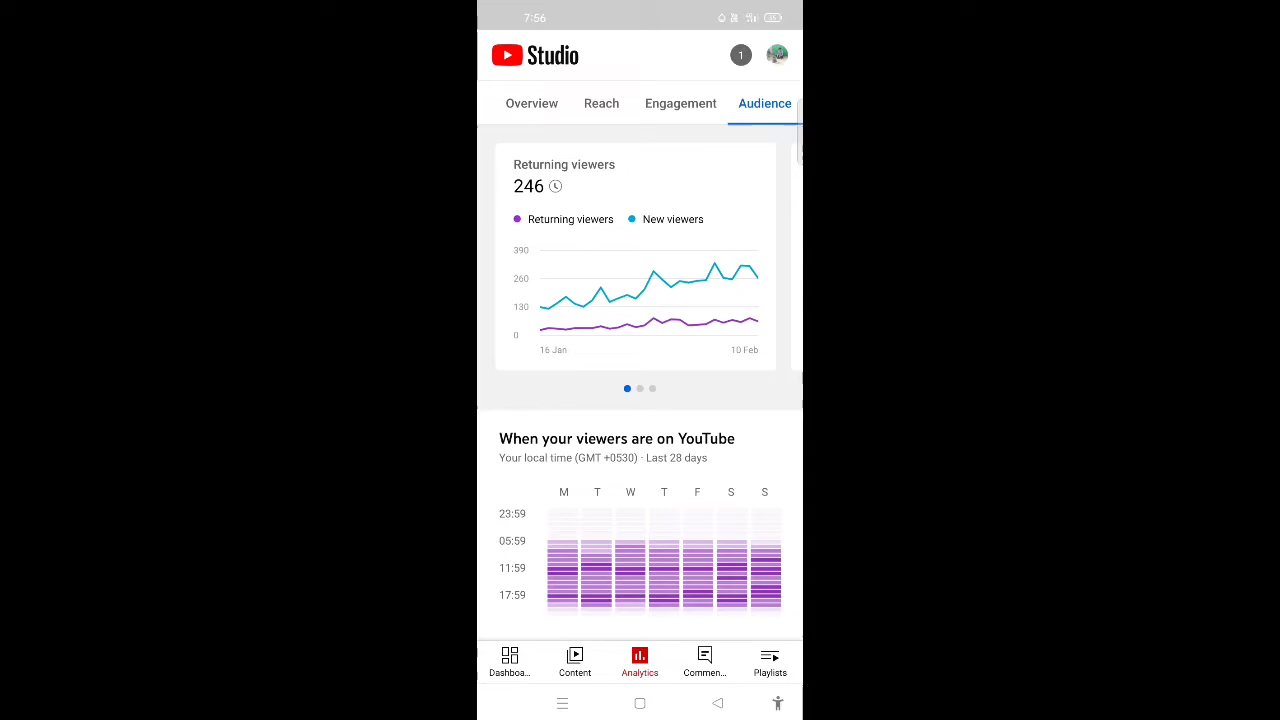 7:56
Studio
1
Overview Reach Engagement Audience
Returning viewers
246
Returning viewers New viewers
390
260
130
0
16 Jan 10 Feb
When your viewers are on YouTube
Your local time (GMT +0530) · Last 28 days
M T W T F S S
23:59
05:59
11:59
17:59
Dashboa... Content Analytics Commen... Playlists